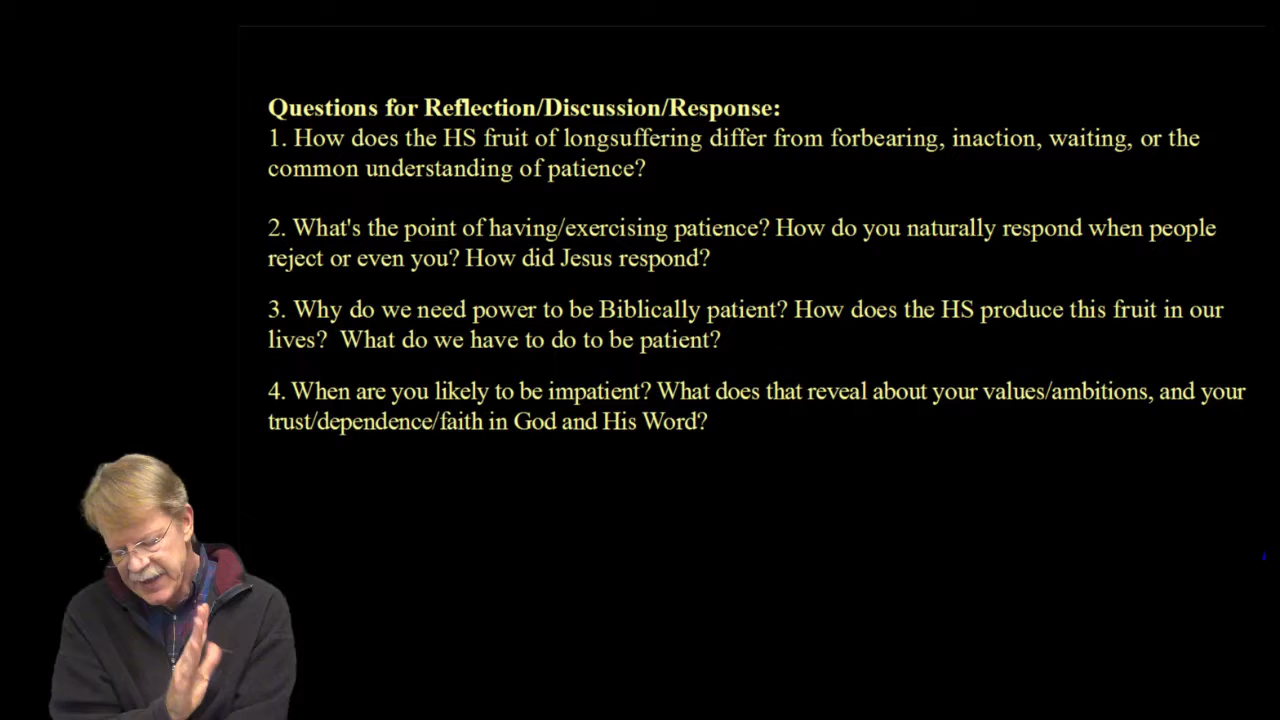 Questions for Reflection/Discussion/Response:
1. How does the HS fruit of longsuffering differ from forbearing, inaction, waiting, or the
common understanding of patience?
2. What's the point of having/exercising patience? How do you naturally respond when people
reject or even you? How did Jesus respond?
3. Why do we need power to be Biblically patient? How does the HS produce this fruit in our
lives?  What do we have to do to be patient?
4. When are you likely to be impatient? What does that reveal about your values/ambitions, and your
trust/dependence/faith in God and His Word?